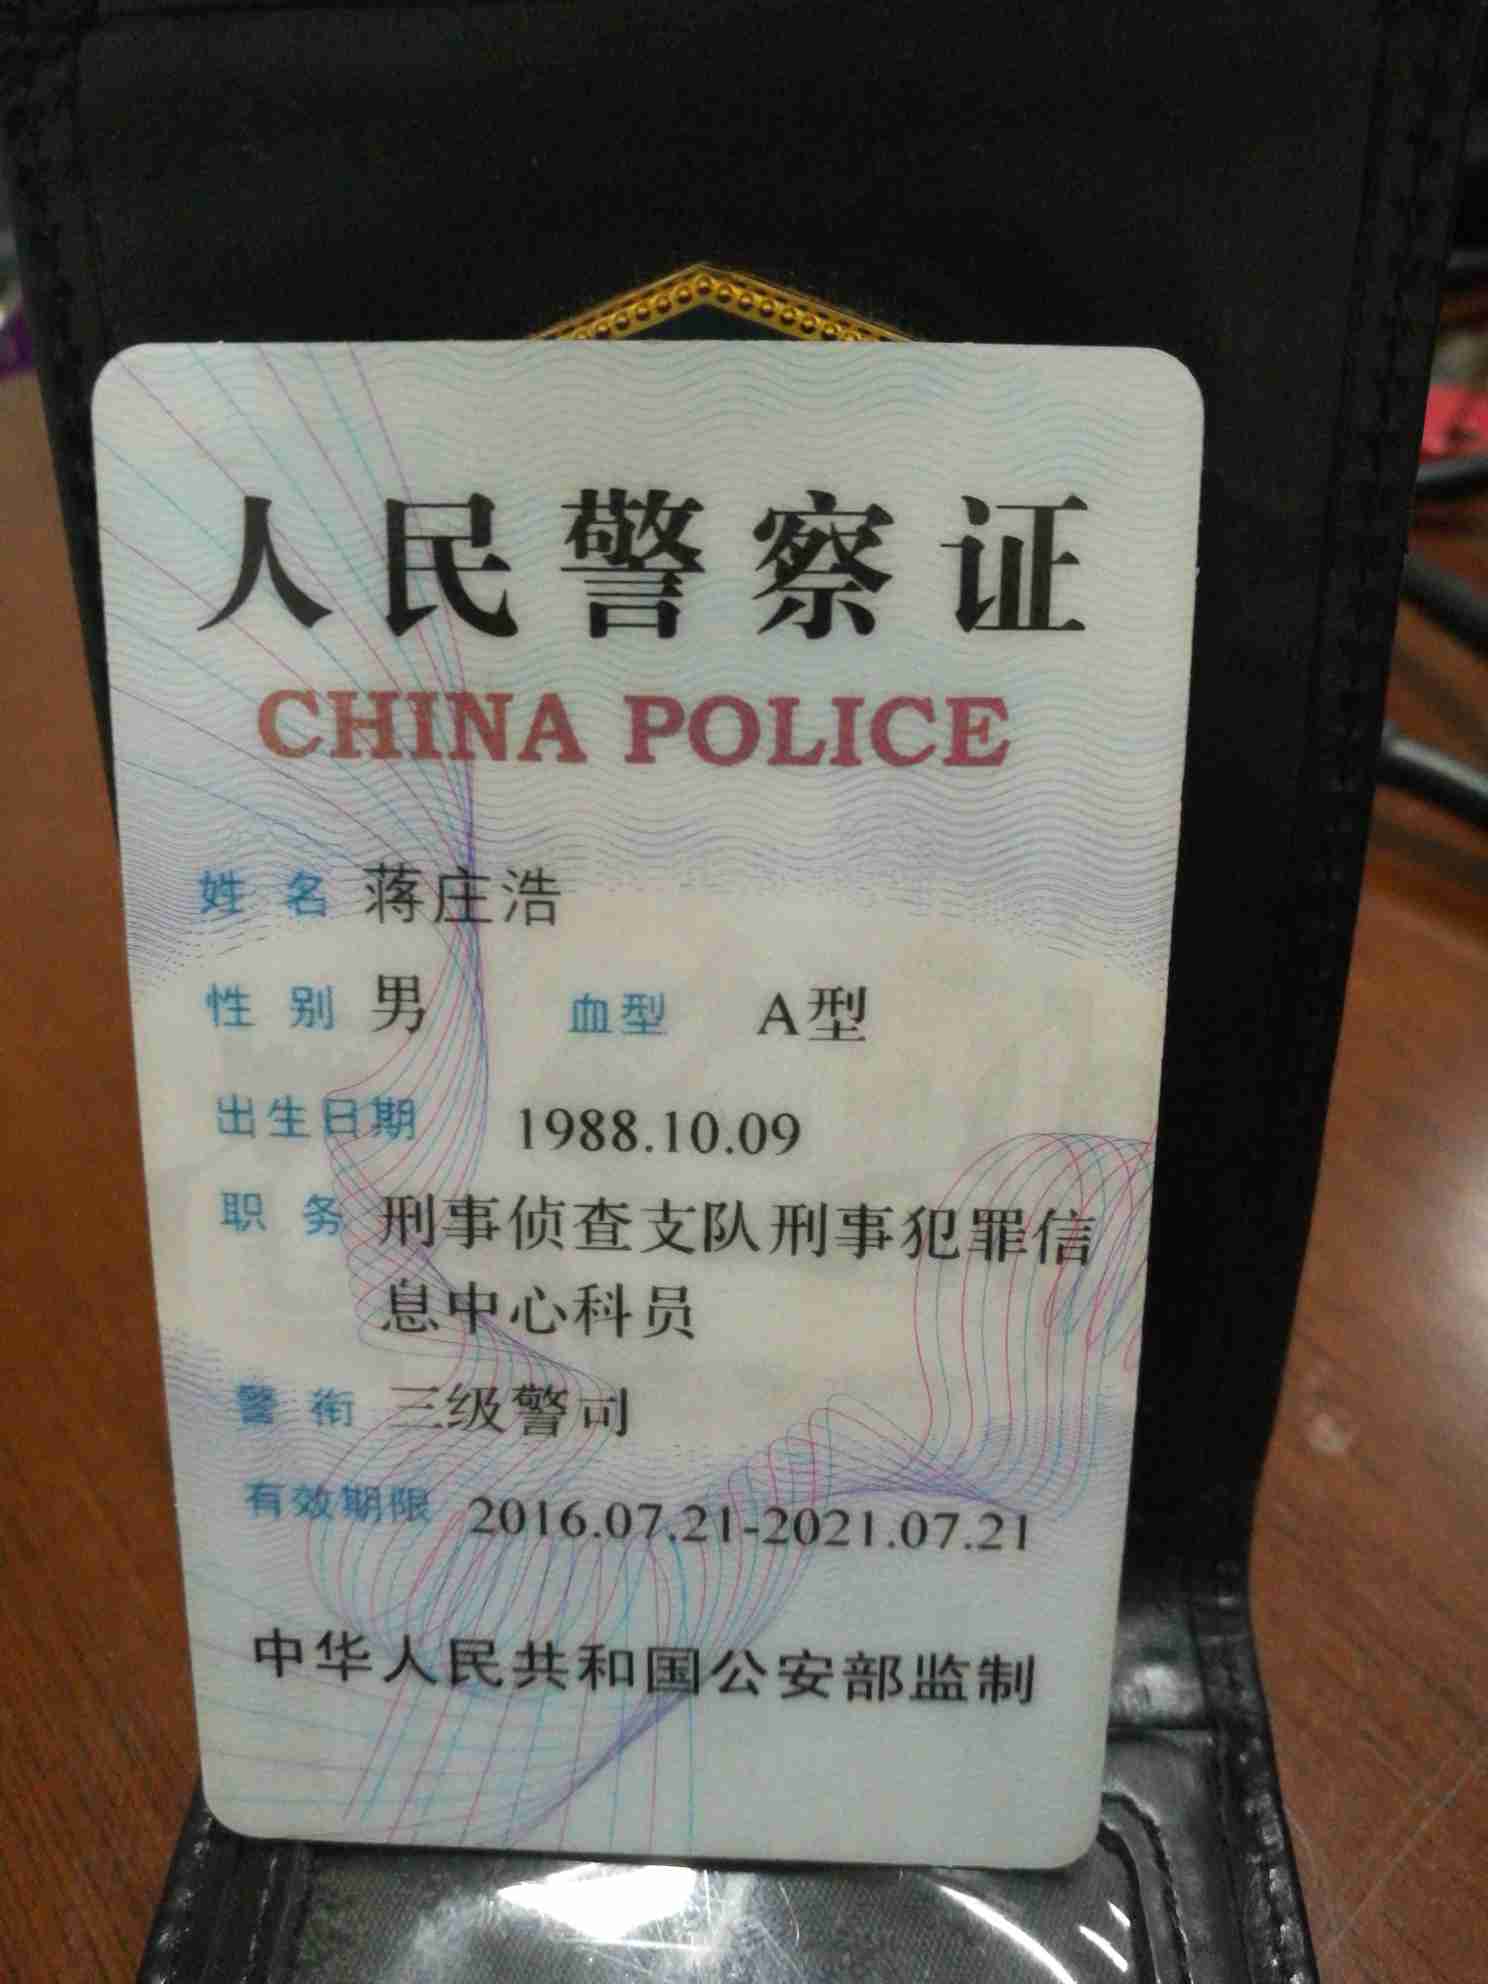 人民警察证
CHINA POLICE
姓 名 蒋庄浩
性 别 男 血型 A型
出生日期 1988.10.09
职 务 刑事侦查支队刑事犯罪信
息中心科员
警 衔 三级警司
有效期限 2016.07.21-2021.07.21
中华人民共和国公安部监制